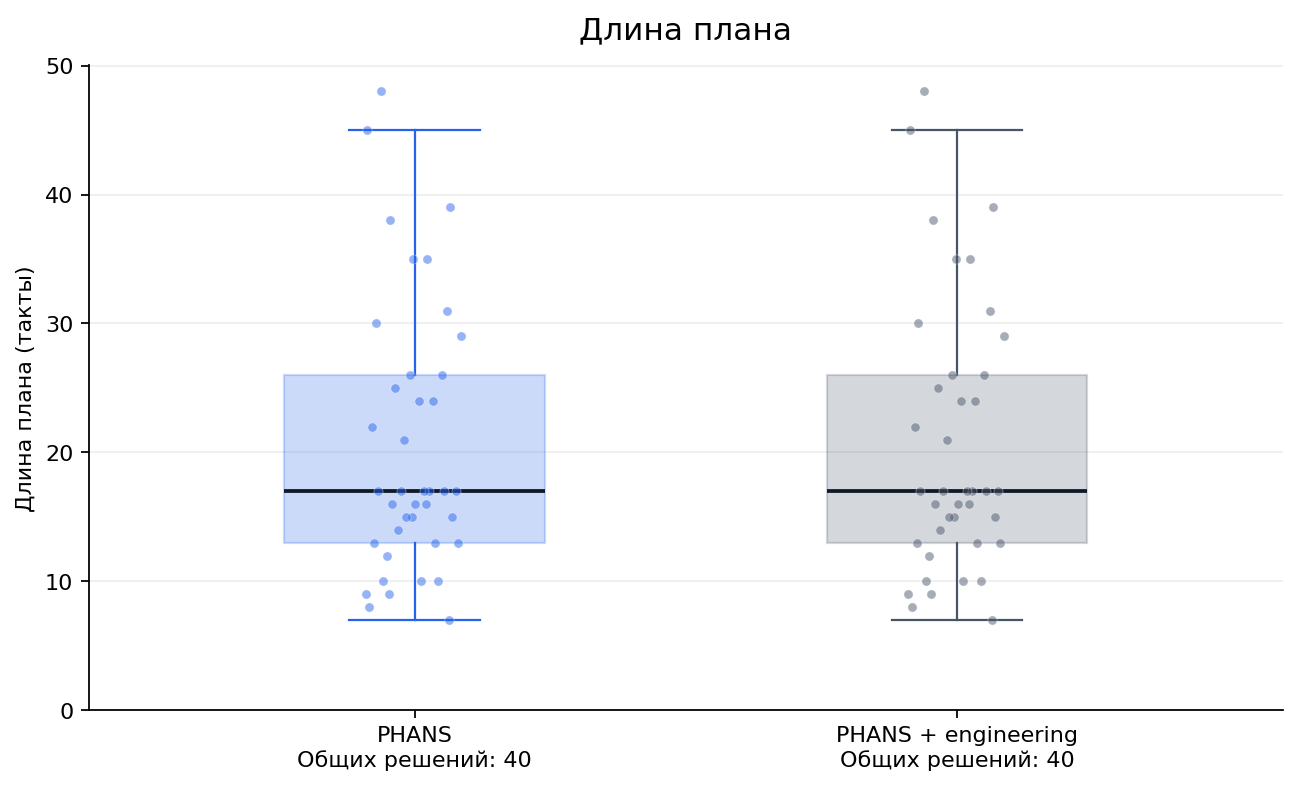 Длина плана
Длина плана (такты)
50
40
30
20
10
0
PHANS
Общих решений: 40
PHANS + engineering
Общих решений: 40